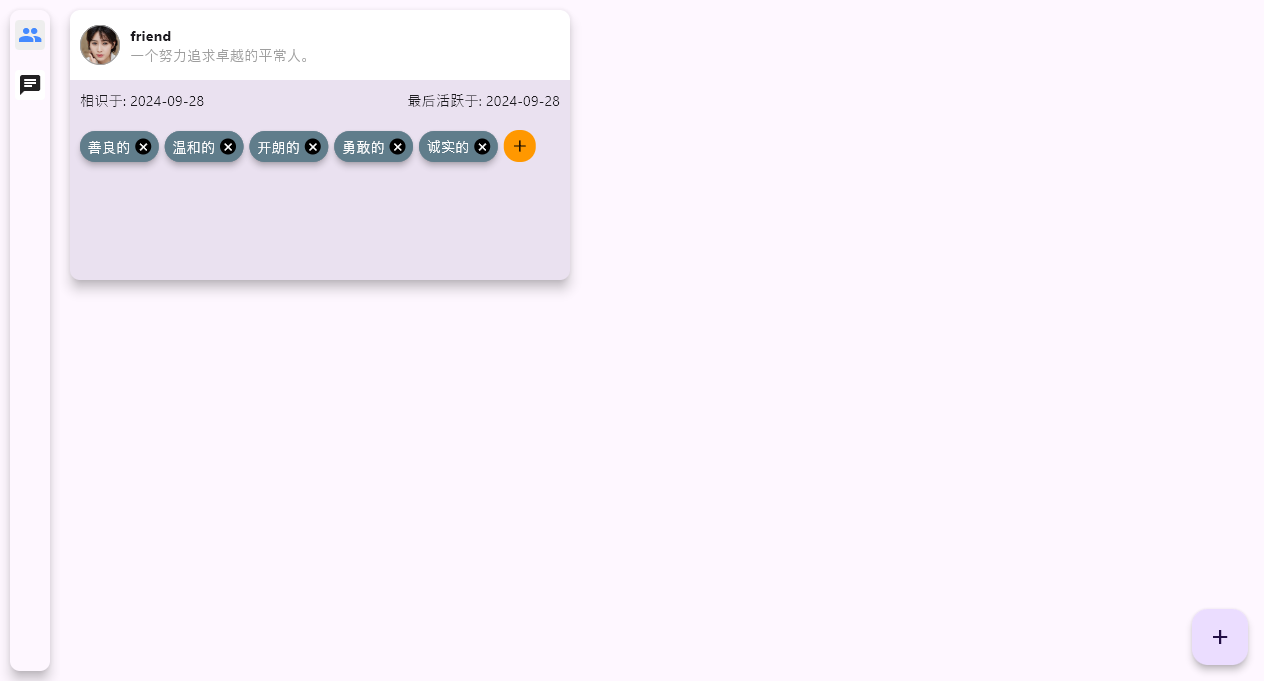 friend
一个努力追求卓越的平常人。
相识于: 2024-09-28 最后活跃于: 2024-09-28
善良的 温和的 开朗的 勇敢的 诚实的